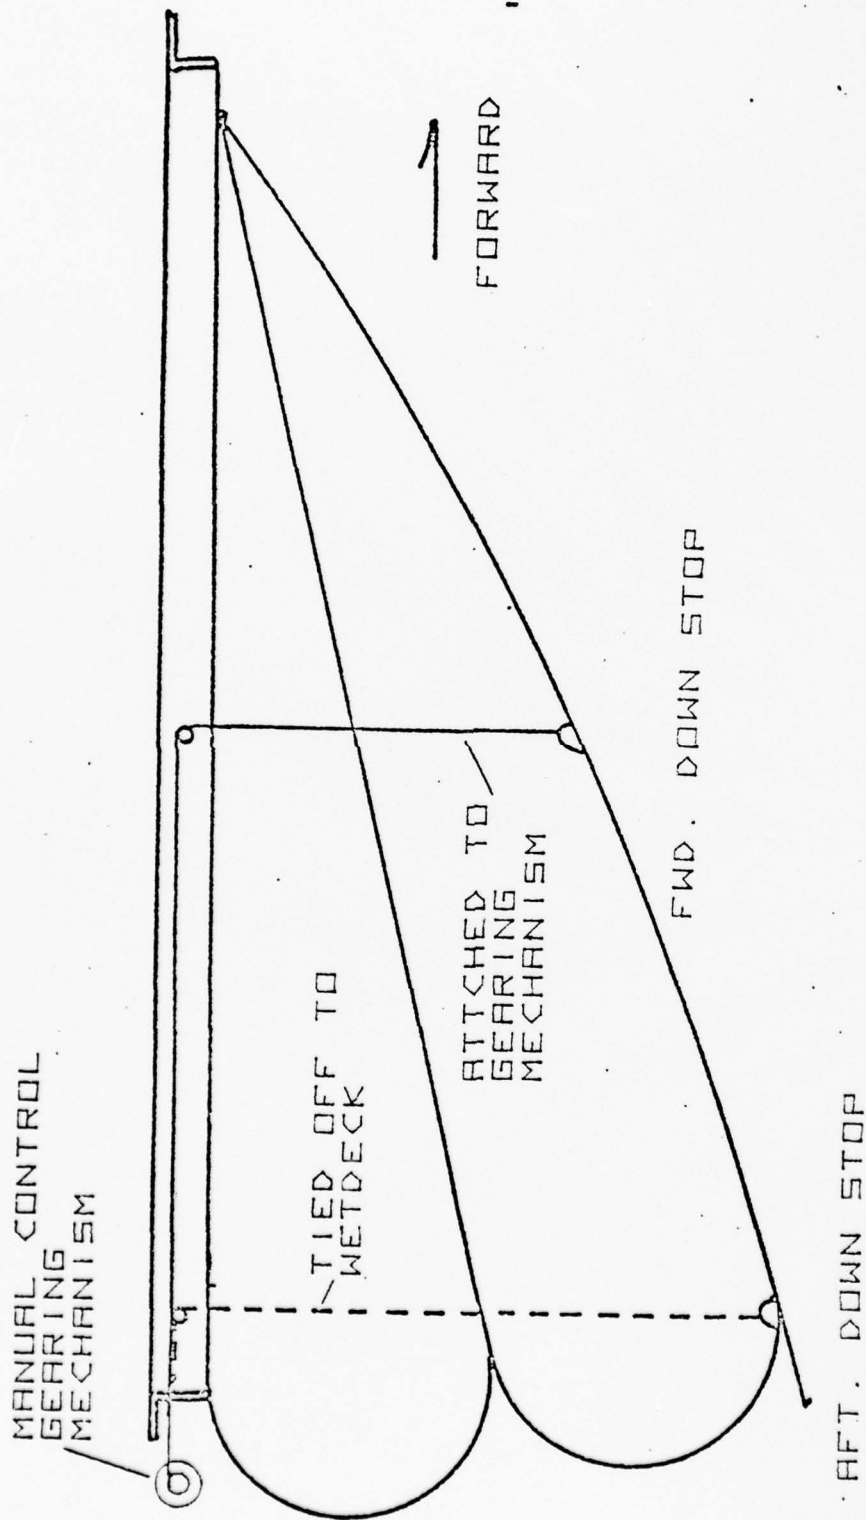 MANUAL CONTROL
GEARING
MECHANISM
TIED OFF TO
WETDECK
ATTCHED TO
GEARING
MECHANISM
FORWARD
FWD. DOWN STOP
AFT. DOWN STOP